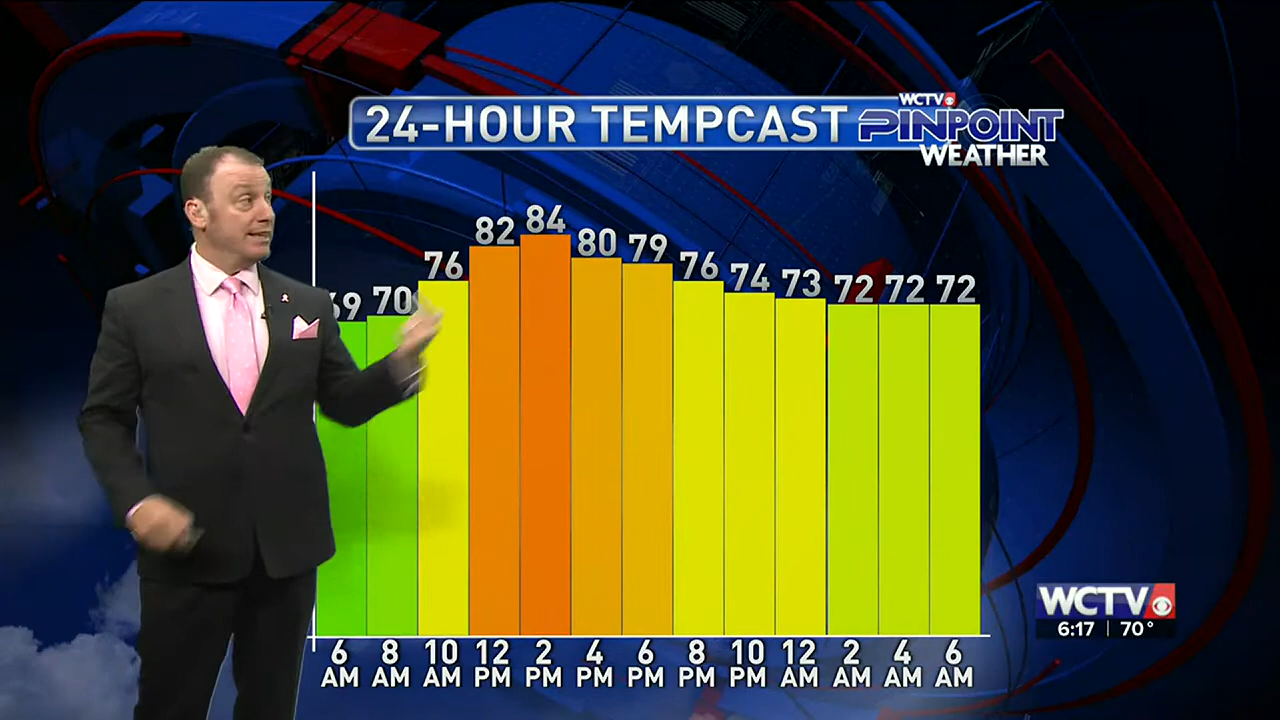 24-HOUR TEMPCAST
WCTV
PINPOINT
WEATHER
84
82
80
79
76
76
74
73
72 72 72
70
6 8 10 12 2 4 6 8 10 12 2 4 6
AM AM AM PM PM PM PM PM PM AM AM AM AM
WCTV
6:17 | 70°